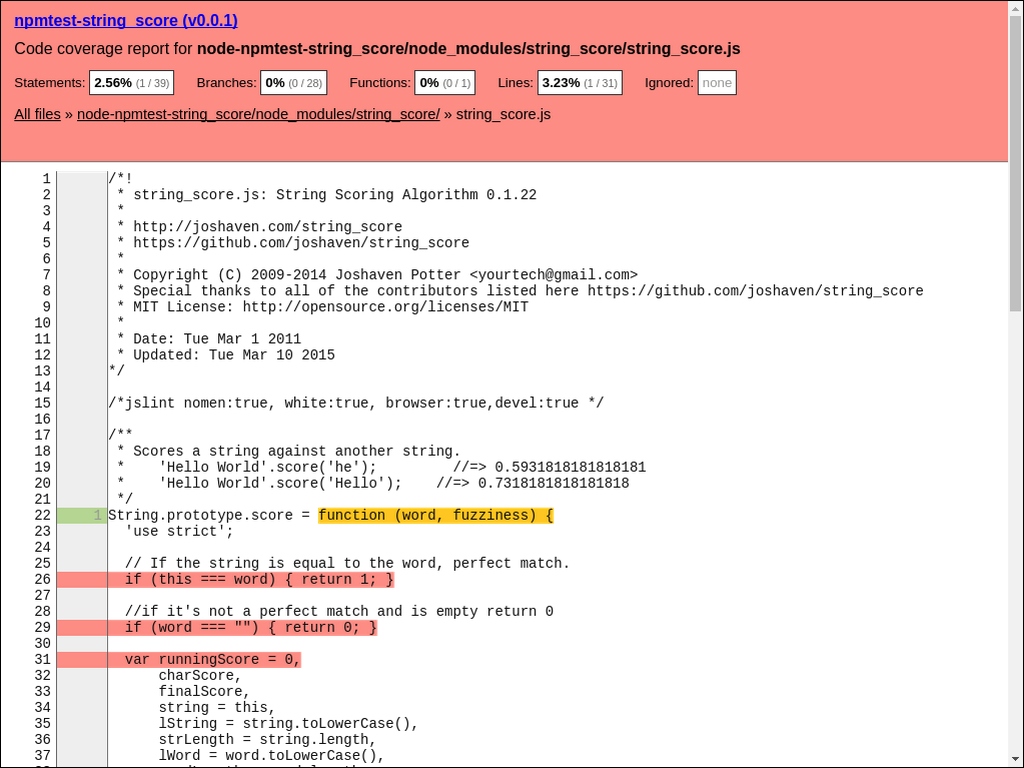 npmtest-string_score (v0.0.1)
Code coverage report for node-npmtest-string_score/node_modules/string_score/string_score.js
Statements: 2.56% (1 / 39) Branches: 0% (0 / 28) Functions: 0% (0 / 1) Lines: 3.23% (1 / 31) Ignored: none
All files » node-npmtest-string_score/node_modules/string_score/ » string_score.js
1 /*!
2  * string_score.js: String Scoring Algorithm 0.1.22
3  *
4  * http://joshaven.com/string_score
5  * https://github.com/joshaven/string_score
6  *
7  * Copyright (C) 2009-2014 Joshaven Potter <yourtech@gmail.com>
8  * Special thanks to all of the contributors listed here https://github.com/joshaven/string_score
9  * MIT License: http://opensource.org/licenses/MIT
10  *
11  * Date: Tue Mar 1 2011
12  * Updated: Tue Mar 10 2015
13 */
14
15 /*jslint nomen:true, white:true, browser:true,devel:true */
16
17 /**
18  * Scores a string against another string.
19  *    'Hello World'.score('he');         //=> 0.5931818181818181
20  *    'Hello World'.score('Hello');    //=> 0.7318181818181818
21  */
22 1 String.prototype.score = function (word, fuzziness) {
23   'use strict';
24
25   // If the string is equal to the word, perfect match.
26   if (this === word) { return 1; }
27
28   //if it's not a perfect match and is empty return 0
29   if (word === "") { return 0; }
30
31   var runningScore = 0,
32       charScore,
33       finalScore,
34       string = this,
35       lString = string.toLowerCase(),
36       strLength = string.length,
37       lWord = word.toLowerCase(),